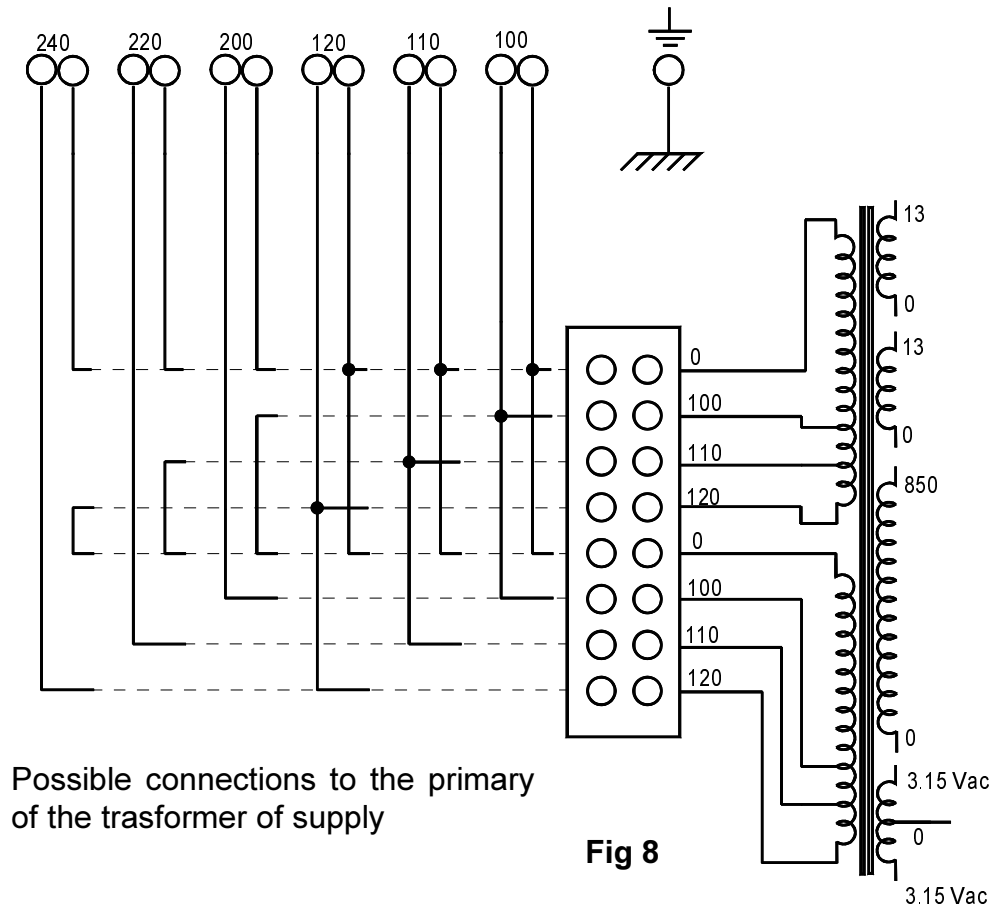 240 220 200 120 110 100
13
0
13
0
850
0
3.15 Vac
0
3.15 Vac
0
100
110
120
0
100
110
120
Possible connections to the primary
of the trasformer of supply
Fig 8